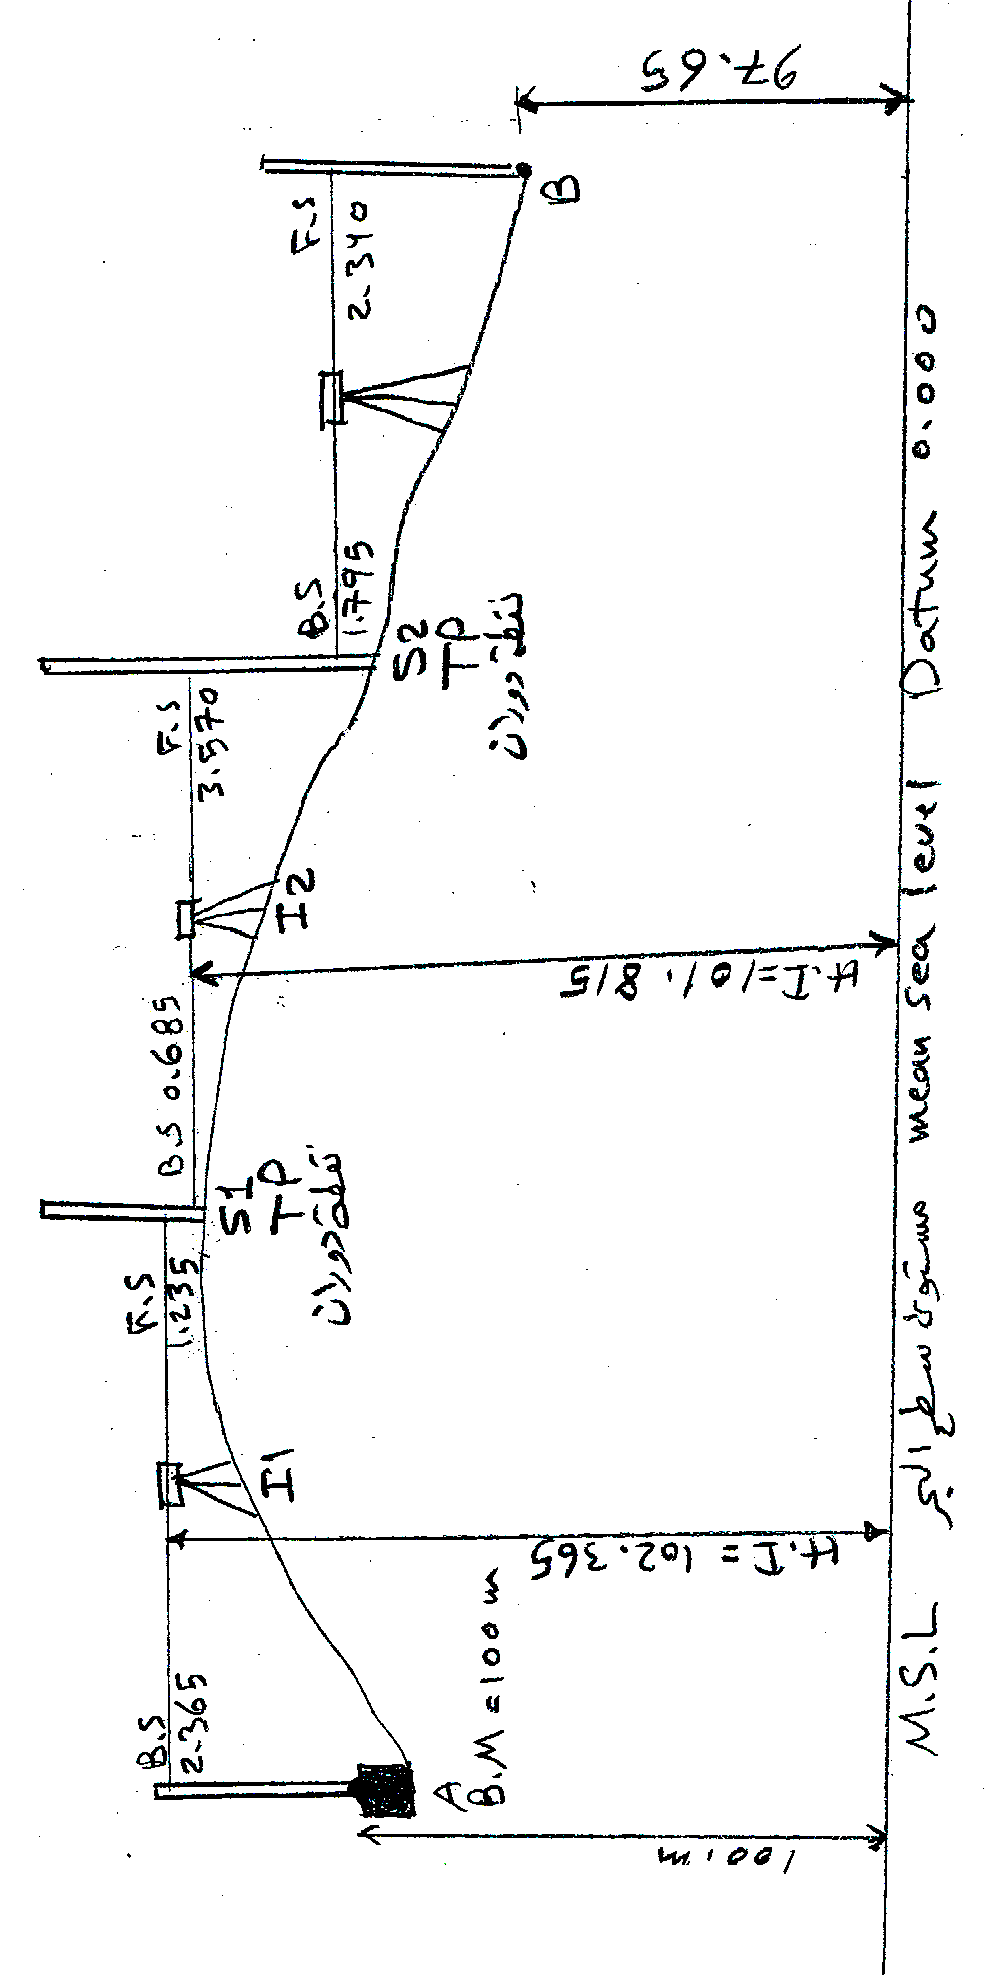 B.S
2.365
F.S
1.235
B.S 0.685
F.S
3.570
B.S
1.795
F.S
2.340
I1
S1
TP
نقطة دوران
I2
S2
TP
نقطة دوران
B
A
B.M = 100 m
100 m
H.I = 102.365
H.I = 101.815
97.65
M.S.L مستوى سطح البحر mean sea level Datum 0.000